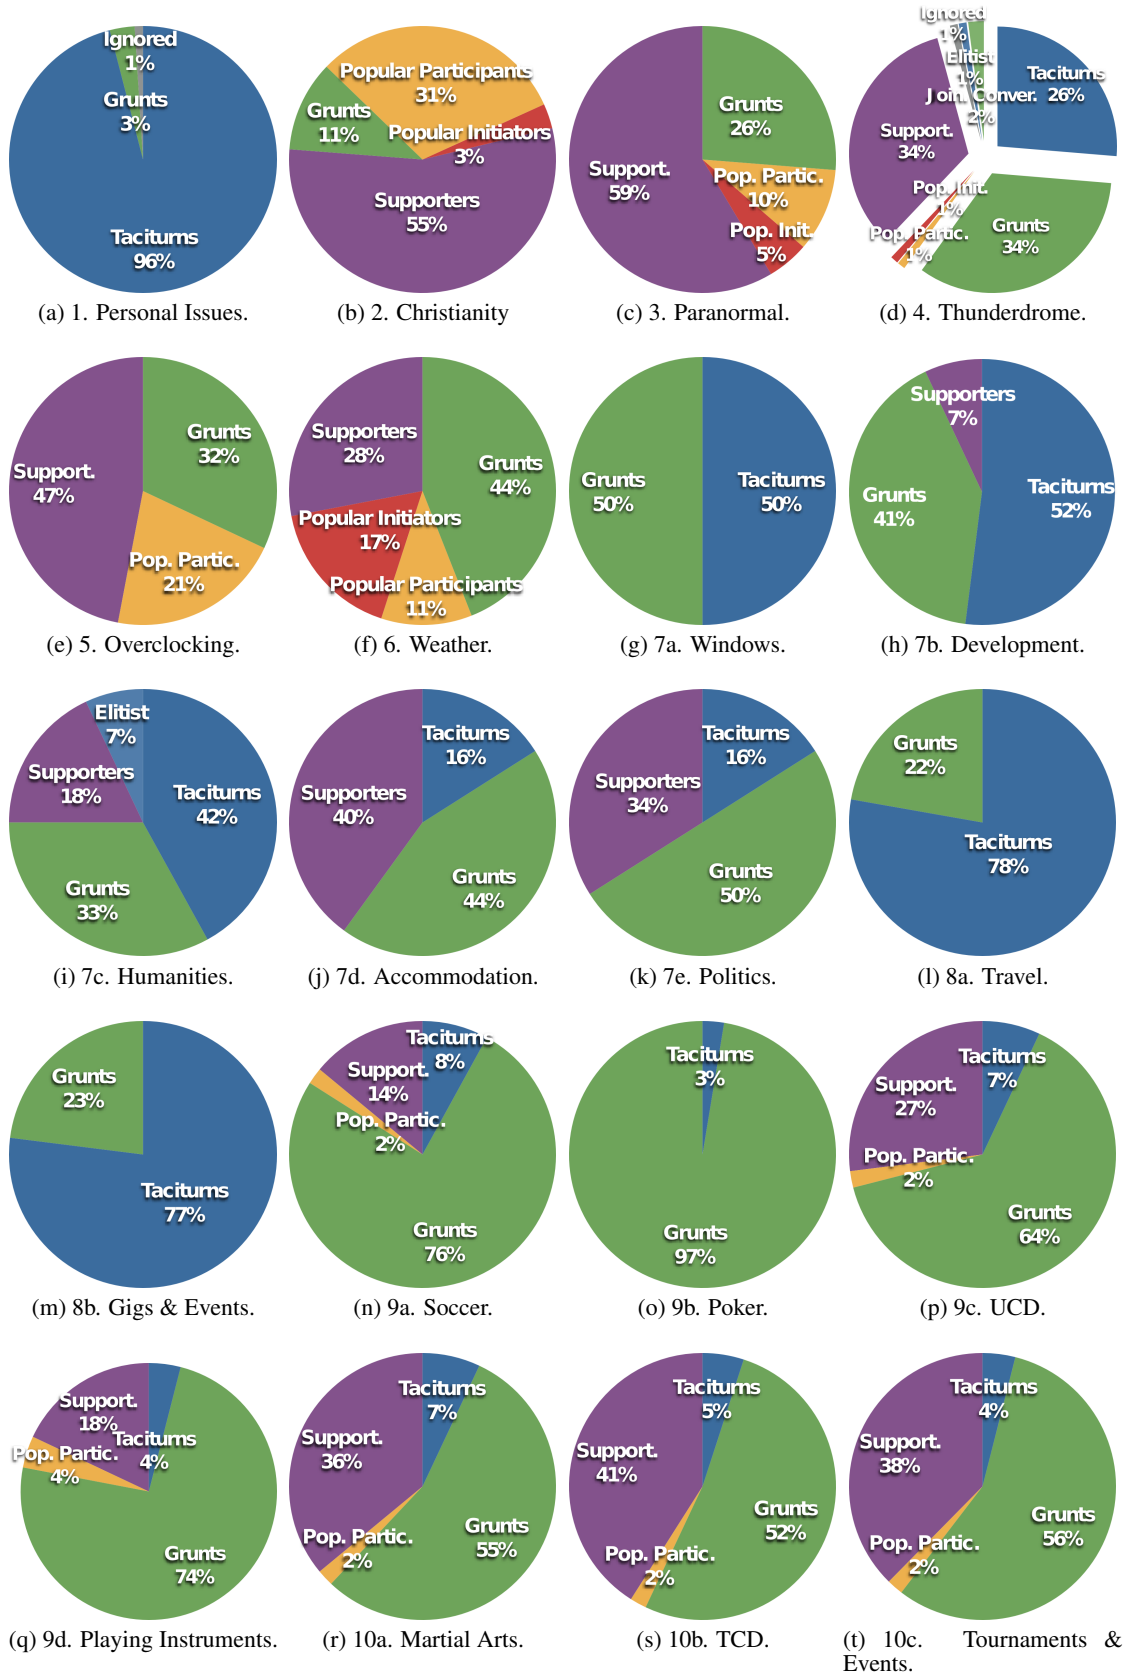 Ignored
1%
Grunts
3%
Taciturns
96%
(a) 1. Personal Issues.
Popular Participants
31%
Grunts
11%
Popular Initiators
3%
Supporters
55%
(b) 2. Christianity
Grunts
26%
Support.
59%
Pop. Partic.
10%
Pop. Init.
5%
(c) 3. Paranormal.
Ignored
1%
Elitist
1%
Taciturns
26%
Join. Conver.
2%
Support.
34%
Pop. Init.
1%
Pop. Partic.
1%
Grunts
34%
(d) 4. Thunderdrome.
Grunts
32%
Support.
47%
Pop. Partic.
21%
(e) 5. Overclocking.
Supporters
28%
Grunts
44%
Popular Initiators
17%
Popular Participants
11%
(f) 6. Weather.
Grunts
50%
Taciturns
50%
(g) 7a. Windows.
Supporters
7%
Grunts
41%
Taciturns
52%
(h) 7b. Development.
Elitist
7%
Supporters
18%
Taciturns
42%
Grunts
33%
(i) 7c. Humanities.
Taciturns
16%
Supporters
40%
Grunts
44%
(j) 7d. Accommodation.
Taciturns
16%
Supporters
34%
Grunts
50%
(k) 7e. Politics.
Grunts
22%
Taciturns
78%
(l) 8a. Travel.
Grunts
23%
Taciturns
77%
(m) 8b. Gigs & Events.
Taciturns
8%
Support.
14%
Pop. Partic.
2%
Grunts
76%
(n) 9a. Soccer.
Taciturns
3%
Grunts
97%
(o) 9b. Poker.
Taciturns
7%
Support.
27%
Pop. Partic.
2%
Grunts
64%
(p) 9c. UCD.
Support.
18%
Taciturns
4%
Pop. Partic.
4%
Grunts
74%
(q) 9d. Playing Instruments.
Taciturns
7%
Support.
36%
Pop. Partic.
2%
Grunts
55%
(r) 10a. Martial Arts.
Taciturns
5%
Support.
41%
Grunts
52%
Pop. Partic.
2%
(s) 10b. TCD.
Taciturns
4%
Support.
38%
Grunts
56%
Pop. Partic.
2%
(t) 10c. Tournaments &
Events.